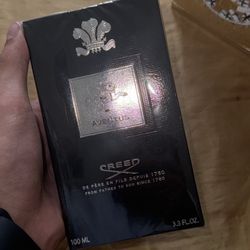 AVENTUS
CREED
DE PÈRE EN FILS DEPUIS 1760
FROM FATHER TO SON SINCE 1760
100 ML
3.3 FL.OZ.